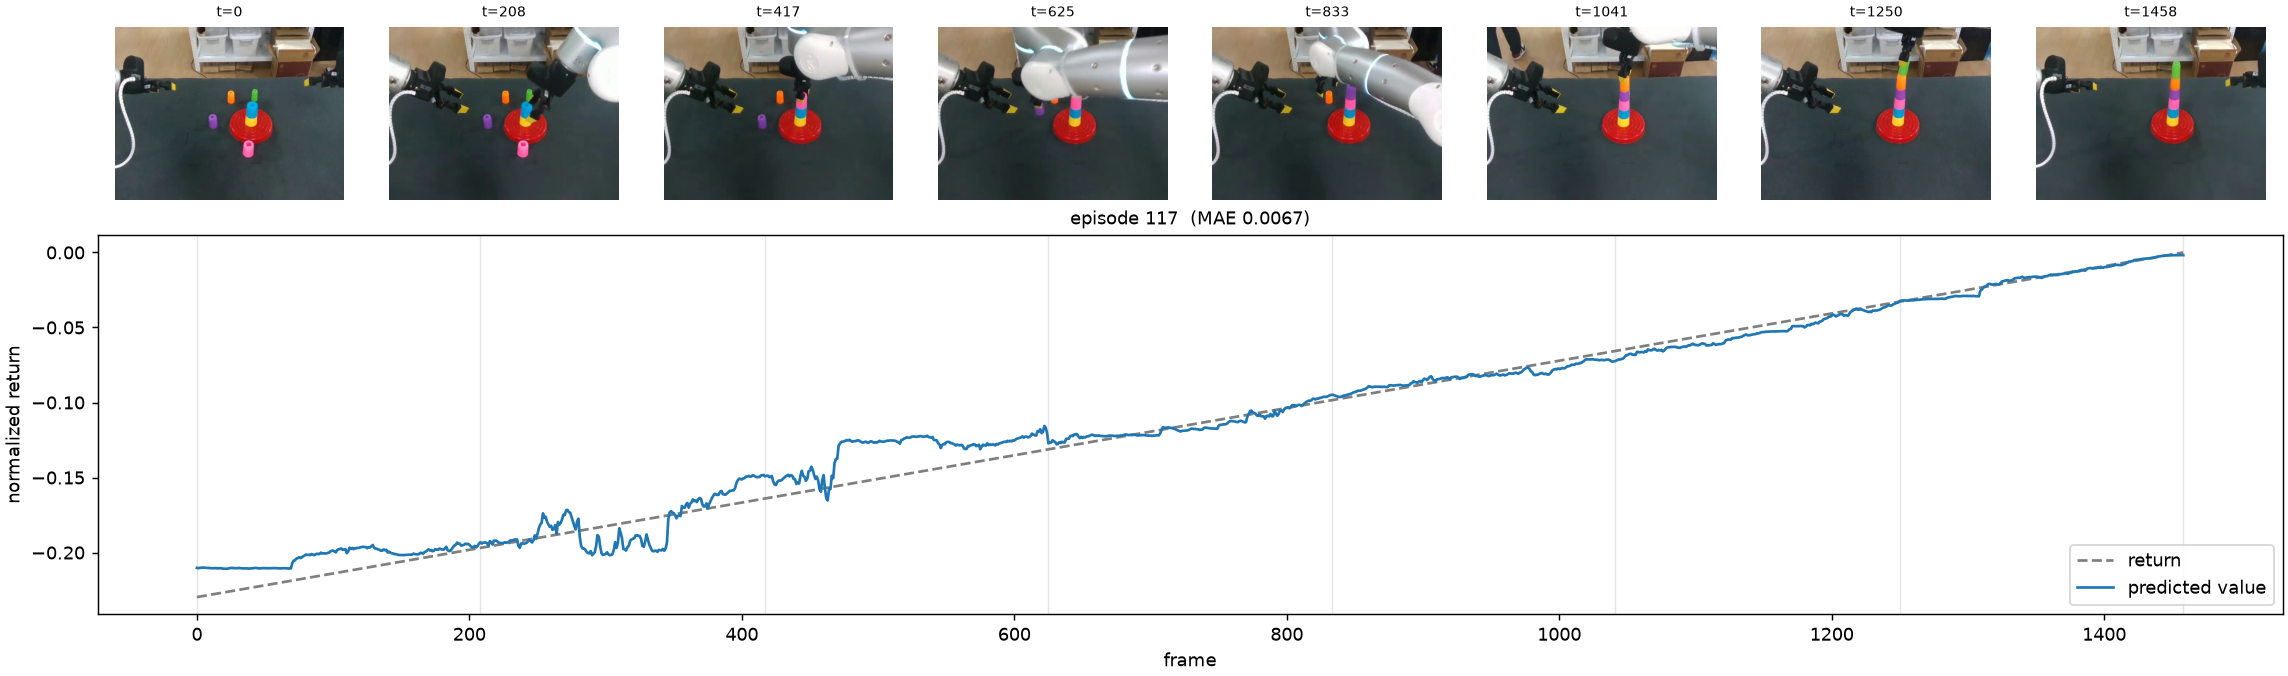 t=0
t=208
t=417
t=625
t=833
t=1041
t=1250
t=1458
episode 117  (MAE 0.0067)
normalized return
0.00
−0.05
−0.10
−0.15
−0.20
0
200
400
600
800
1000
1200
1400
frame
return
predicted value